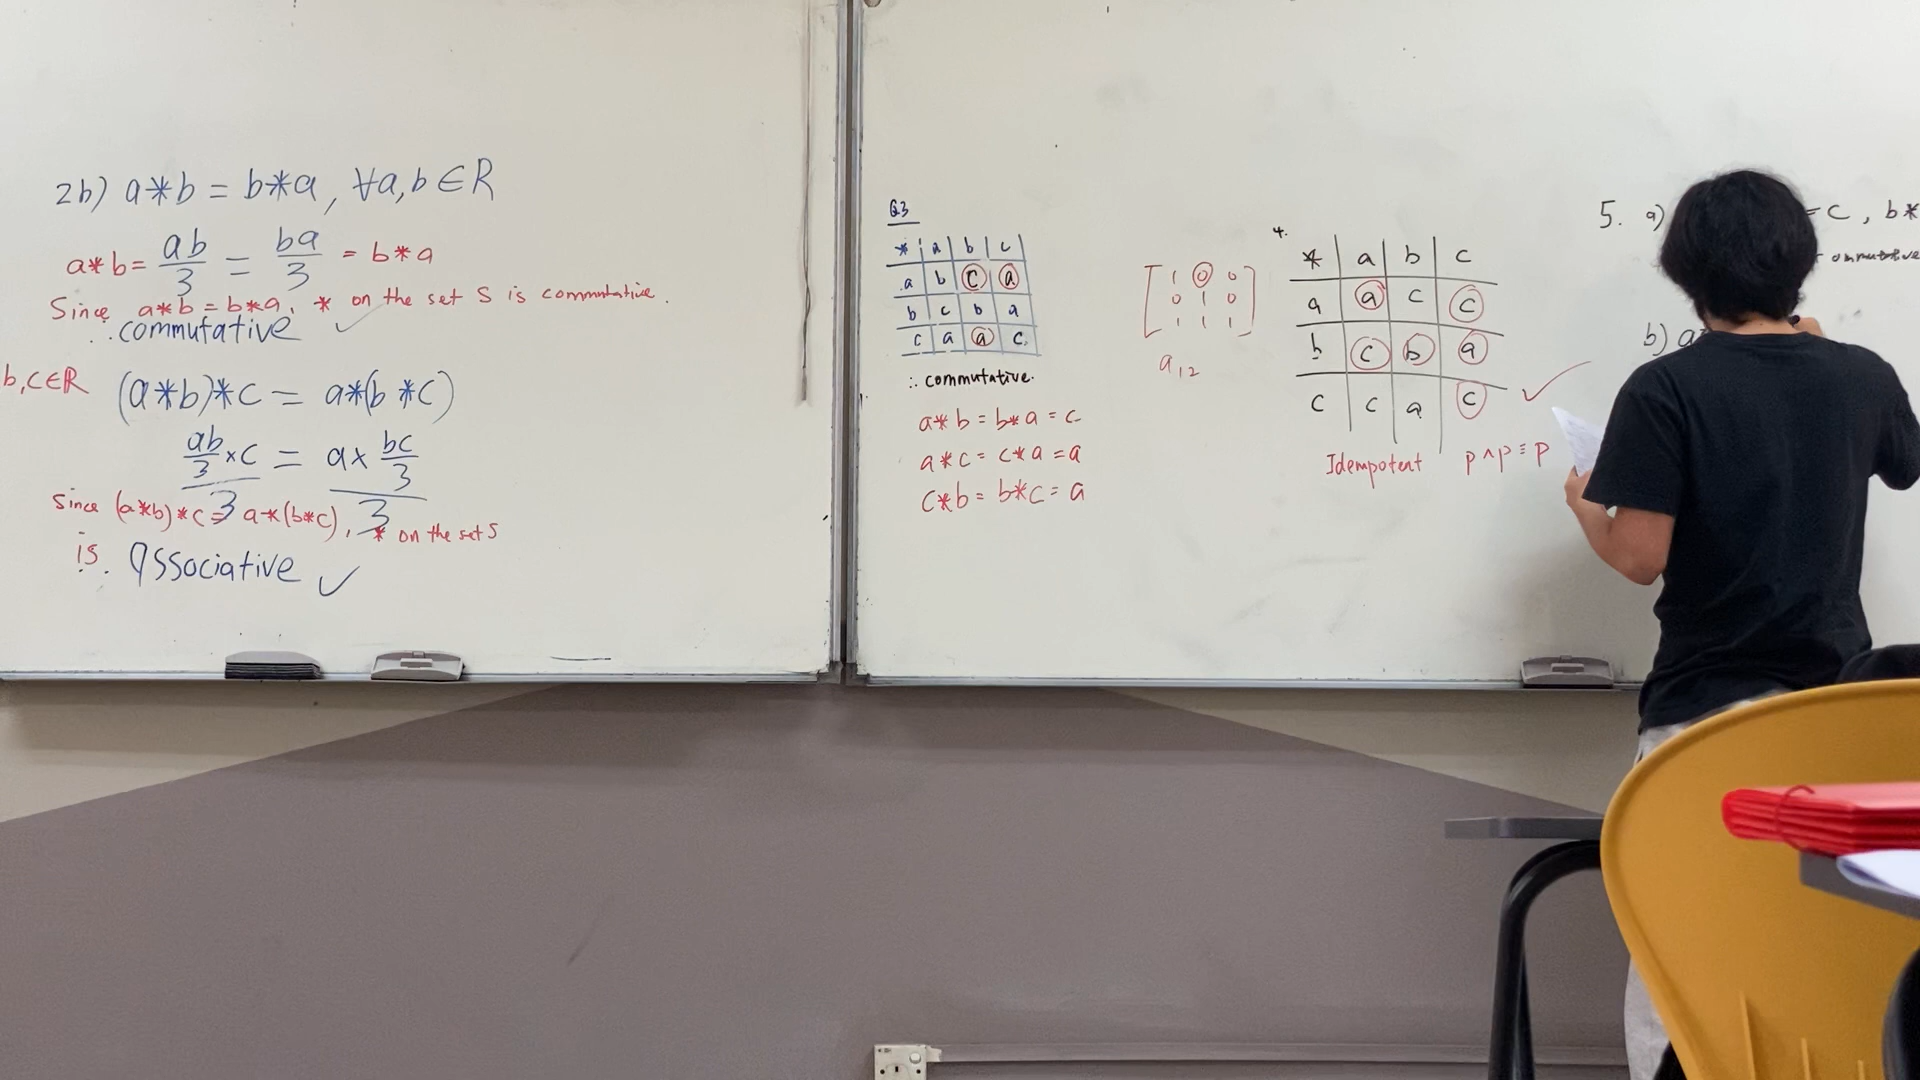 2b) a*b = b*a, ∀a,b∈R
a*b = ab/3 = ba/3 = b*a
Since a*b = b*a, * on the set S is commutative.
∴ commutative ✓
b,c∈R (a*b)*c = a*(b*c)
ab/3 ×c / 3 = a× bc/3 / 3
Since (a*b)*c = a*(b*c), * on the set S
is. associative ✓
Q3
* a b c
a b c a
b c b a
c a a c
∴ commutative.
a*b = b*a = c
a*c = c*a = a
c*b = b*c = a
1 0 0
0 1 0
1 1 1
a12
4.
* a b c
a a c c
b c b a
c c a c ✓
Idempotent p∧p≡p
5. a) = c, b*
b) a